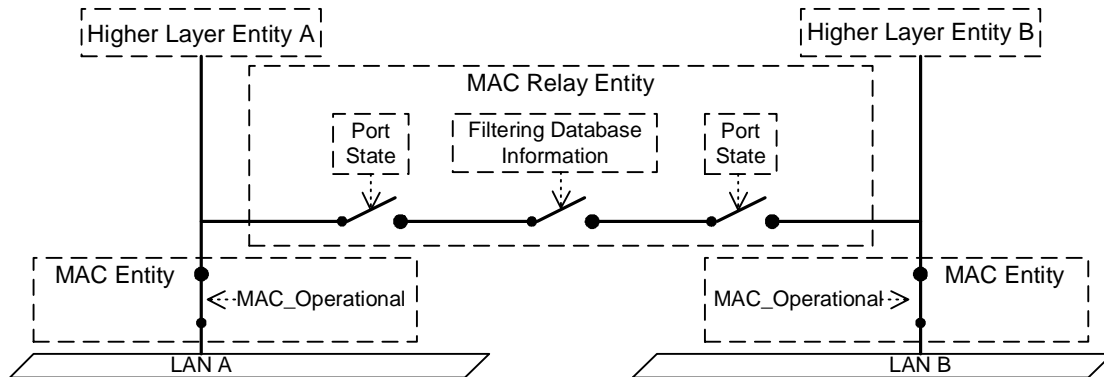 Higher Layer Entity A
Higher Layer Entity B
MAC Relay Entity
Port
State
Filtering Database
Information
Port
State
MAC Entity
MAC_Operational
MAC_Operational
MAC Entity
LAN A
LAN B